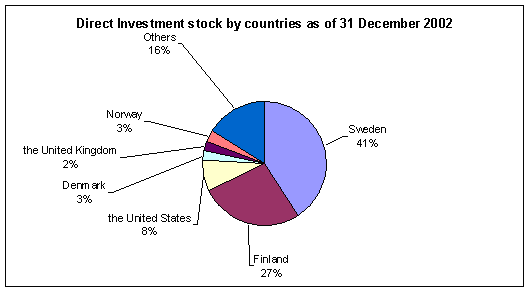 Direct Investment stock by countries as of 31 December 2002
Others
16%
Norway
3%
the United Kingdom
2%
Denmark
3%
the United States
8%
Finland
27%
Sweden
41%